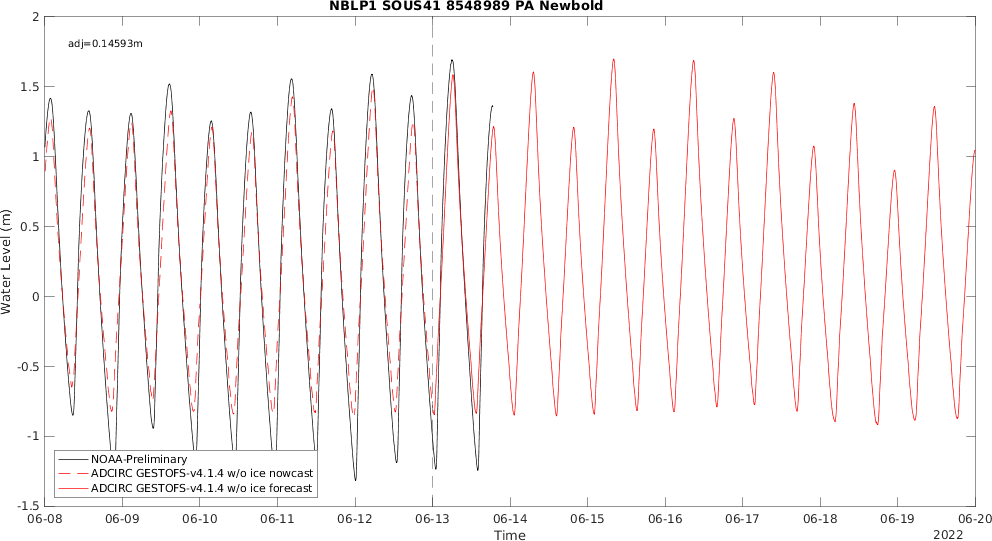 NBLP1 SOUS41 8548989 PA Newbold
adj=0.14593m
2
1.5
1
0.5
0
-0.5
-1
-1.5
Water Level (m)
NOAA-Preliminary
ADCIRC GESTOFS-v4.1.4 w/o ice nowcast
ADCIRC GESTOFS-v4.1.4 w/o ice forecast
06-08 06-09 06-10 06-11 06-12 06-13 06-14 06-15 06-16 06-17 06-18 06-19 06-20
Time
2022